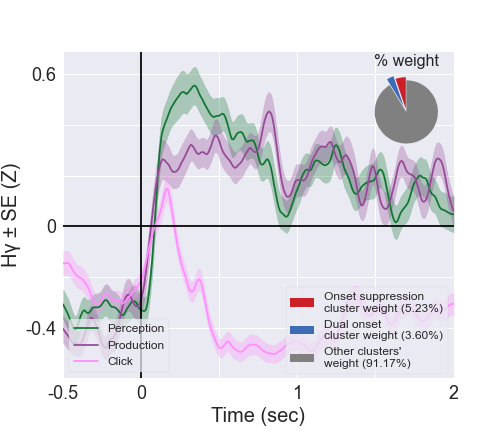 % weight
0.6
0
-0.4
Hγ ± SE (Z)
Perception
Production
Click
Onset suppression
cluster weight (5.23%)
Dual onset
cluster weight (3.60%)
Other clusters'
weight (91.17%)
-0.5
0
1
2
Time (sec)